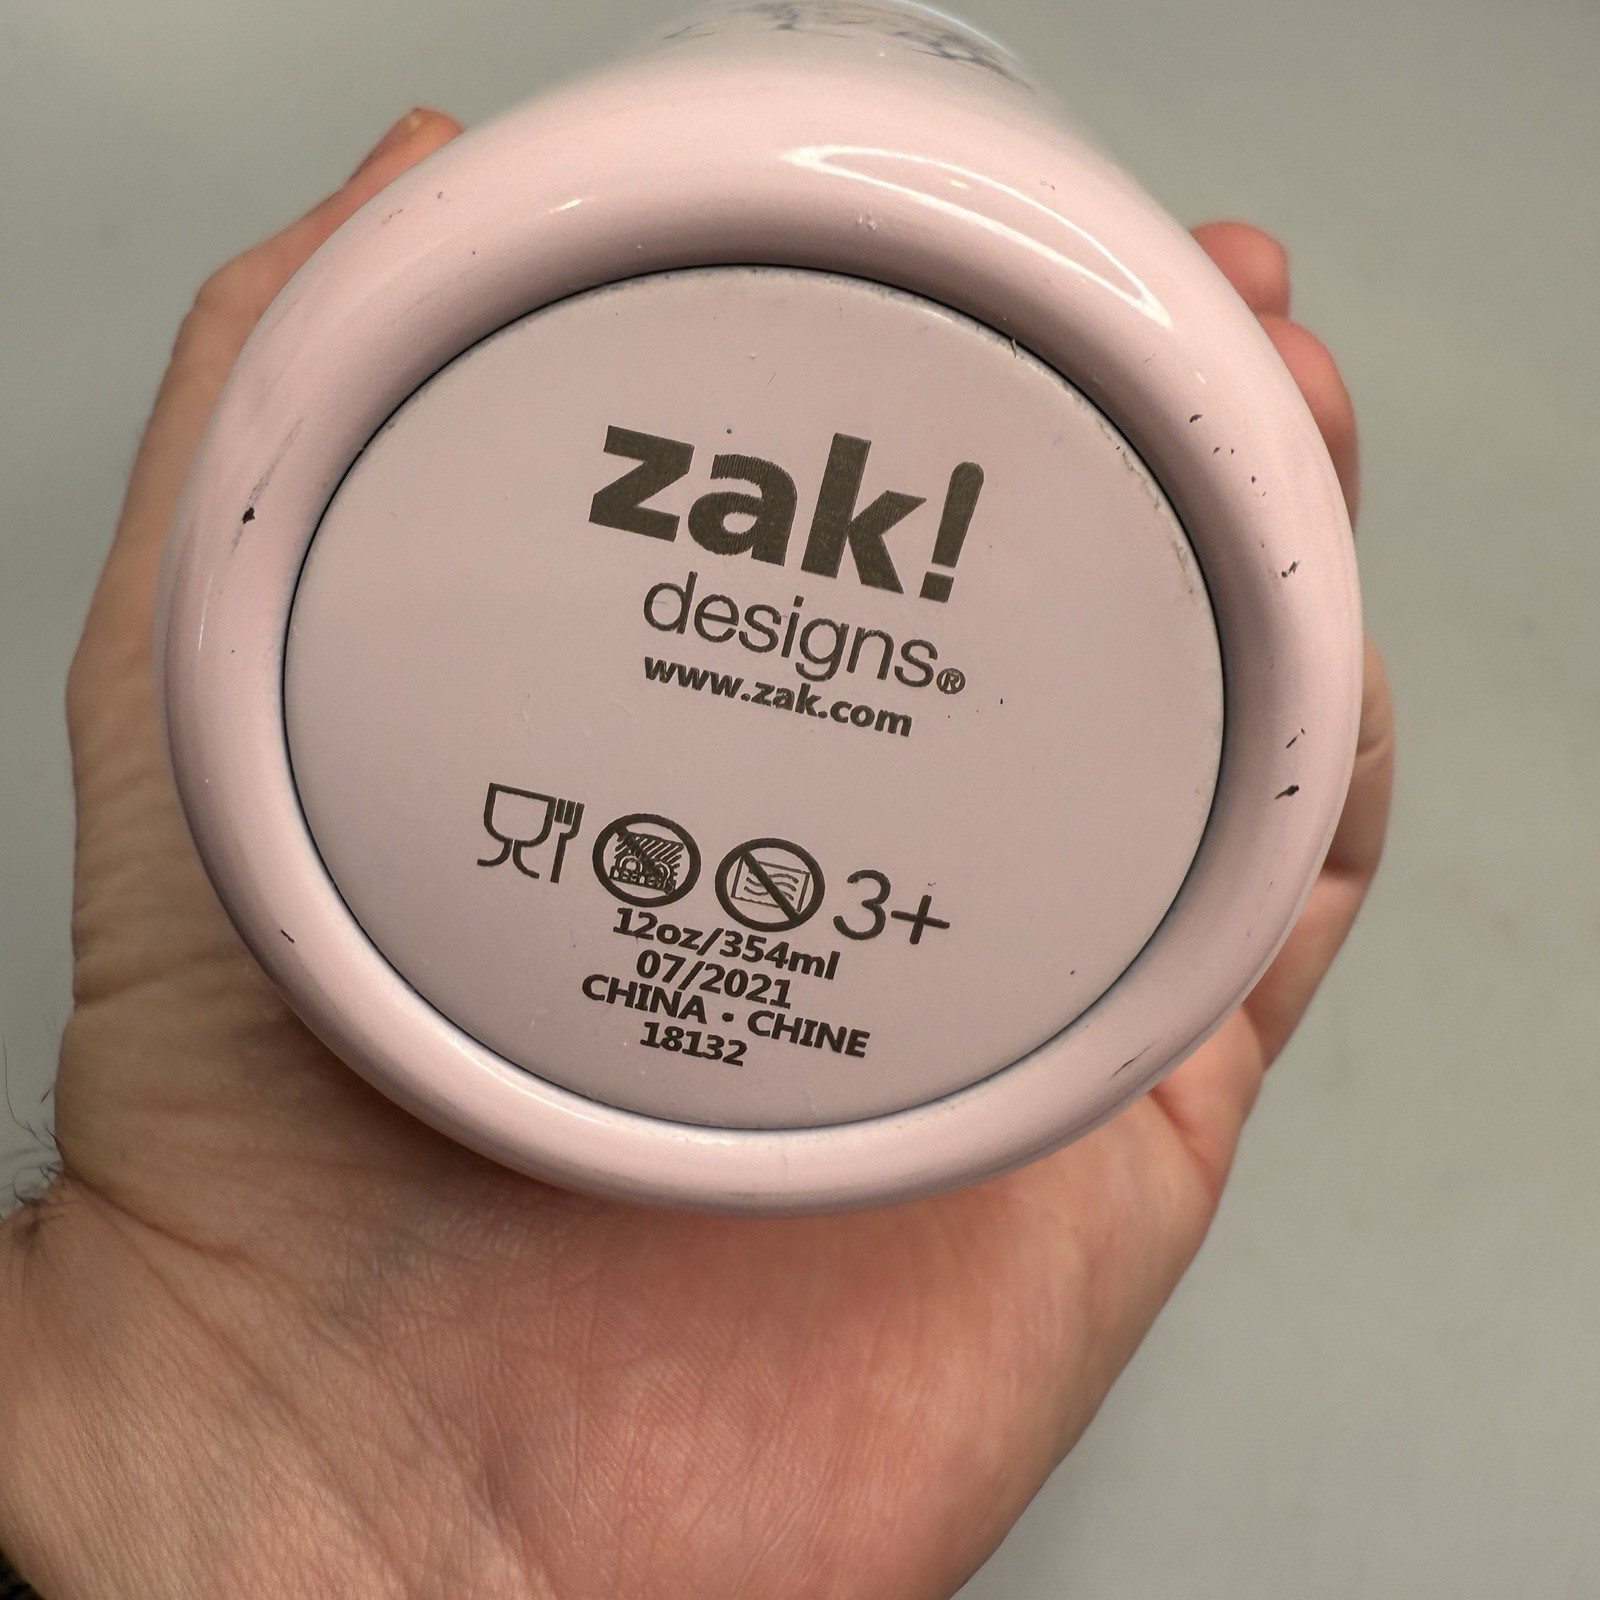 zak!
designs®
www.zak.com
3+
12oz/354ml
07/2021
CHINA • CHINE
18132